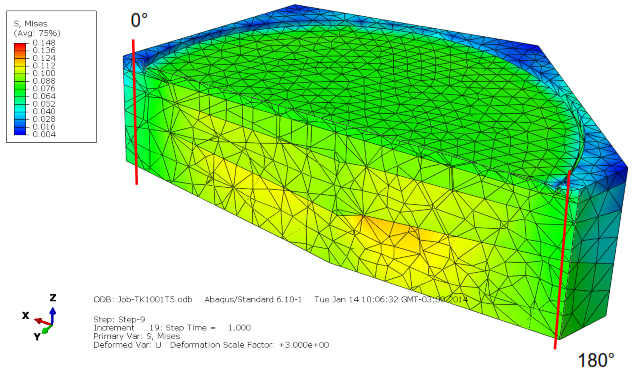 0°
S, Mises
(Avg: 75%)
0.148
0.136
0.124
0.112
0.100
0.088
0.076
0.064
0.052
0.040
0.028
0.016
0.004
Z
X
Y
ODB: Job-TK1001T5.odb Abaqus/Standard 6.10-1 Tue Jan 14 10:06:32 GMT-03:00 2014
Step: Step-9
Increment 19: Step Time = 1.000
Primary Var: S, Mises
Deformed Var: U Deformation Scale Factor: +3.000e+00
180°